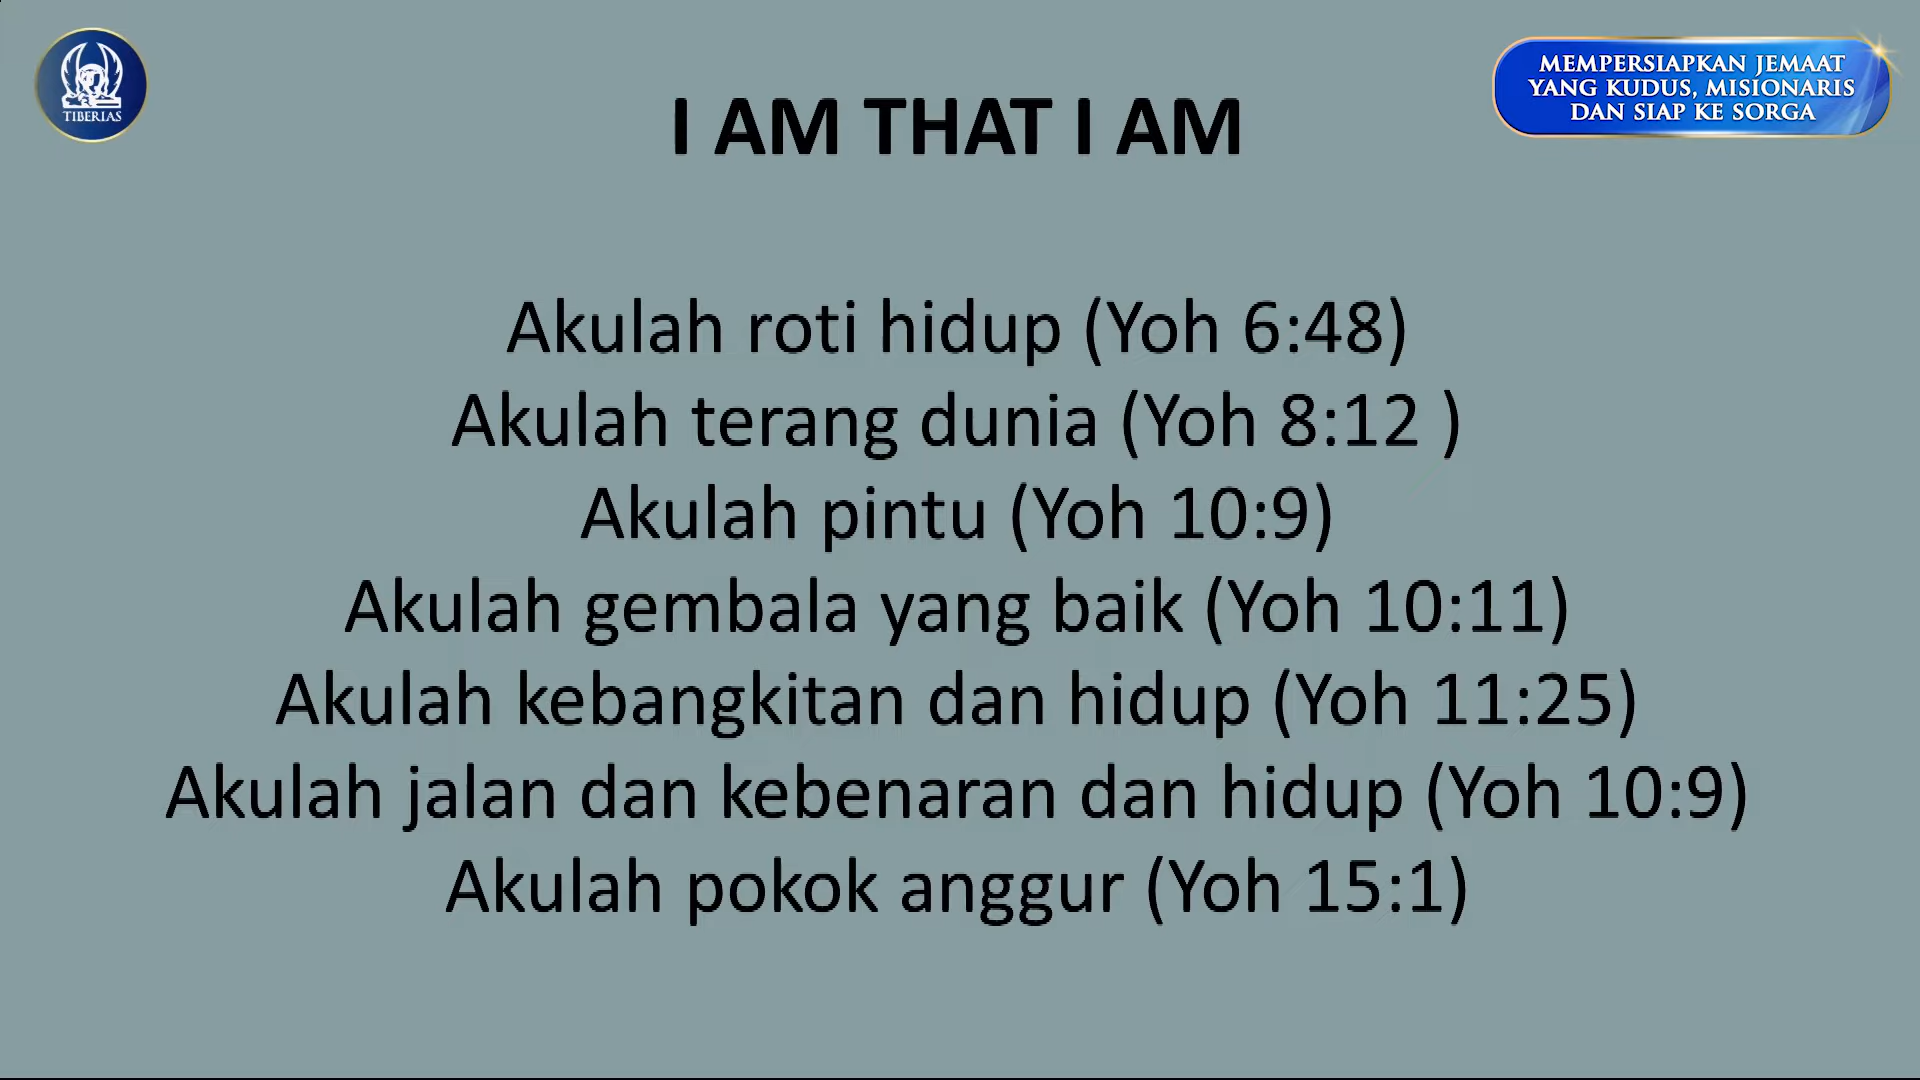 TIBERIAS
MEMPERSIAPKAN JEMAAT
YANG KUDUS, MISIONARIS
DAN SIAP KE SORGA
I AM THAT I AM
Akulah roti hidup (Yoh 6:48)
Akulah terang dunia (Yoh 8:12 )
Akulah pintu (Yoh 10:9)
Akulah gembala yang baik (Yoh 10:11)
Akulah kebangkitan dan hidup (Yoh 11:25)
Akulah jalan dan kebenaran dan hidup (Yoh 10:9)
Akulah pokok anggur (Yoh 15:1)